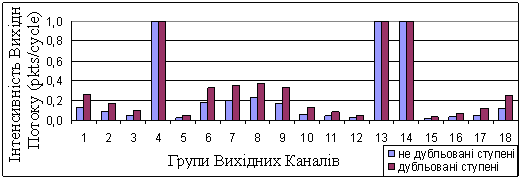 Інтенсивність Вихідн
Потоку (pkts/cycle)
1,0
0,8
0,6
0,4
0,2
0,0
1 2 3 4 5 6 7 8 9 10 11 12 13 14 15 16 17 18
Групи Вихідних Каналів
не дубльовані ступені
дубльовані ступені